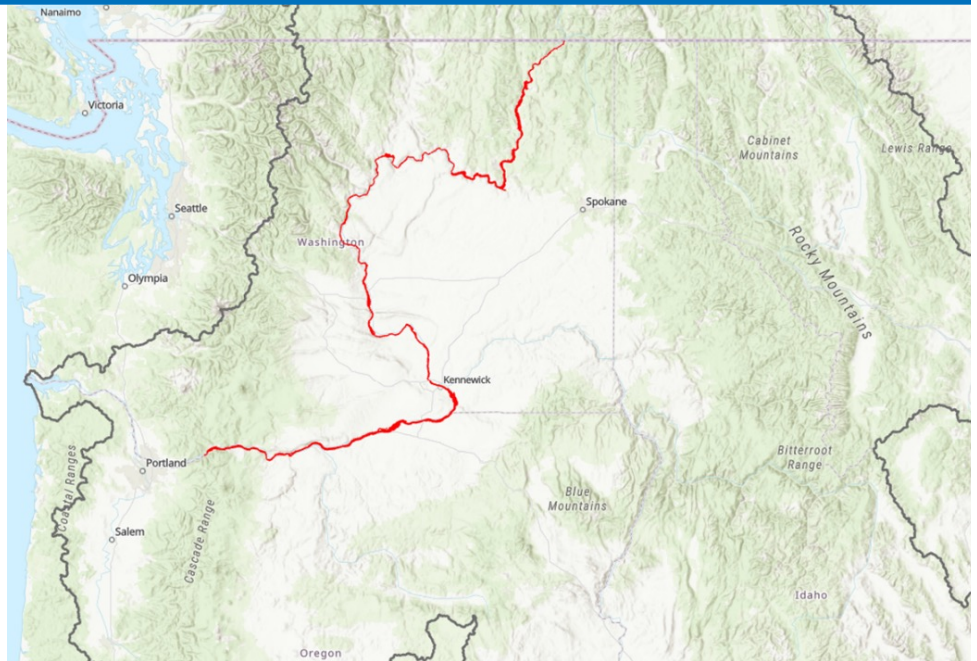 Nanaimo
Victoria
Cabinet
Mountains
Lewis Range
Spokane
Seattle
Washington
Rocky Mountains
Olympia
Kennewick
Portland
Coastal Ranges
Bitterroot
Range
Blue
Mountains
Salem
Cascade Range
Idaho
Oregon